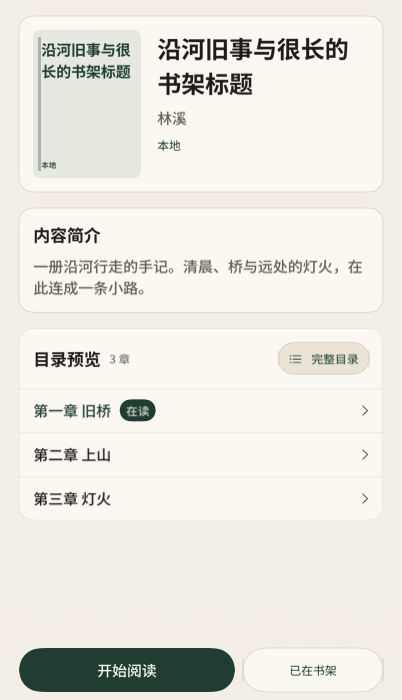 沿河旧事与很
长的书架标题
本地
沿河旧事与很长的
书架标题
林溪
本地
内容简介
一册沿河行走的手记。清晨、桥与远处的灯火，在
此连成一条小路。
目录预览 3 章 完整目录
第一章 旧桥 在读
第二章 上山
第三章 灯火
开始阅读 已在书架